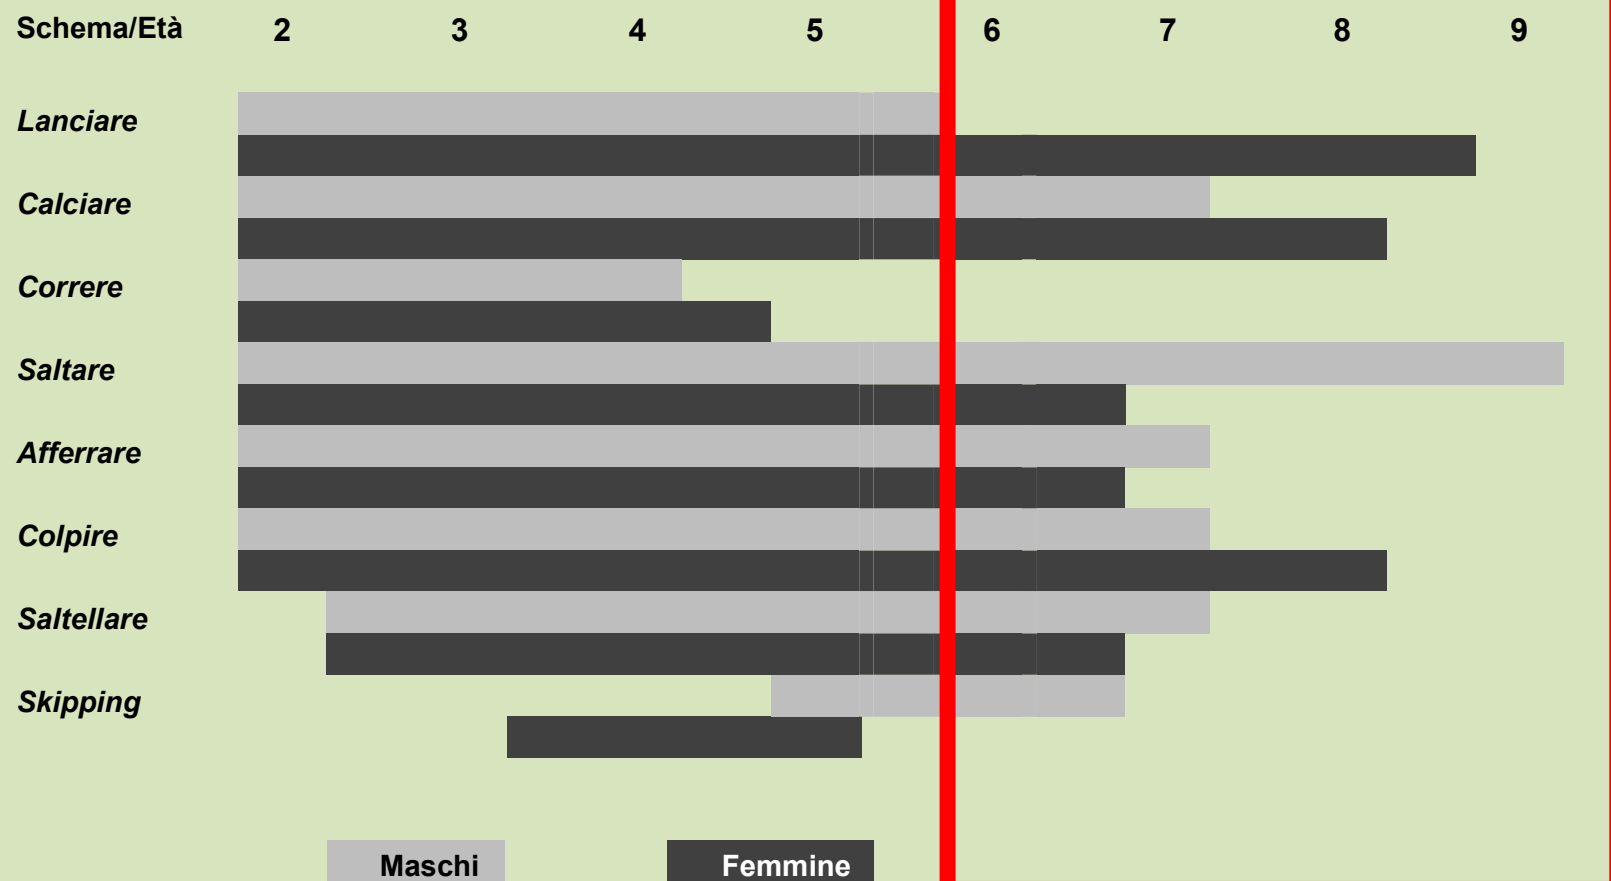 Schema/Età 2 3 4 5 6 7 8 9
Lanciare
Calciare
Correre
Saltare
Afferrare
Colpire
Saltellare
Skipping
Maschi Femmine